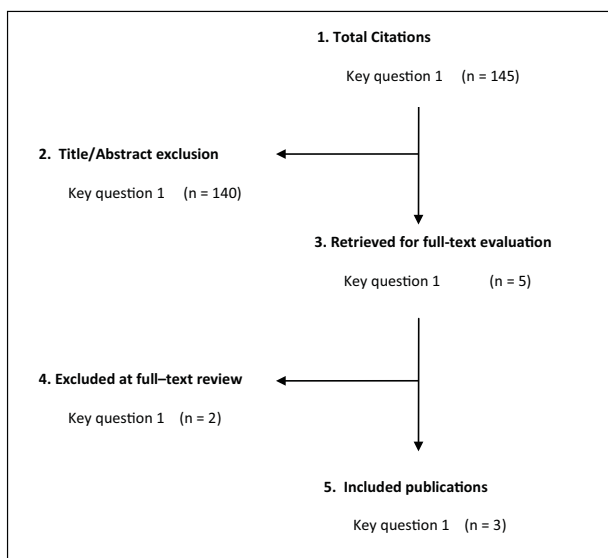 1. Total Citations
Key question 1 (n = 145)
2. Title/Abstract exclusion
Key question 1 (n = 140)
3. Retrieved for full-text evaluation
Key question 1 (n = 5)
4. Excluded at full–text review
Key question 1 (n = 2)
5. Included publications
Key question 1 (n = 3)